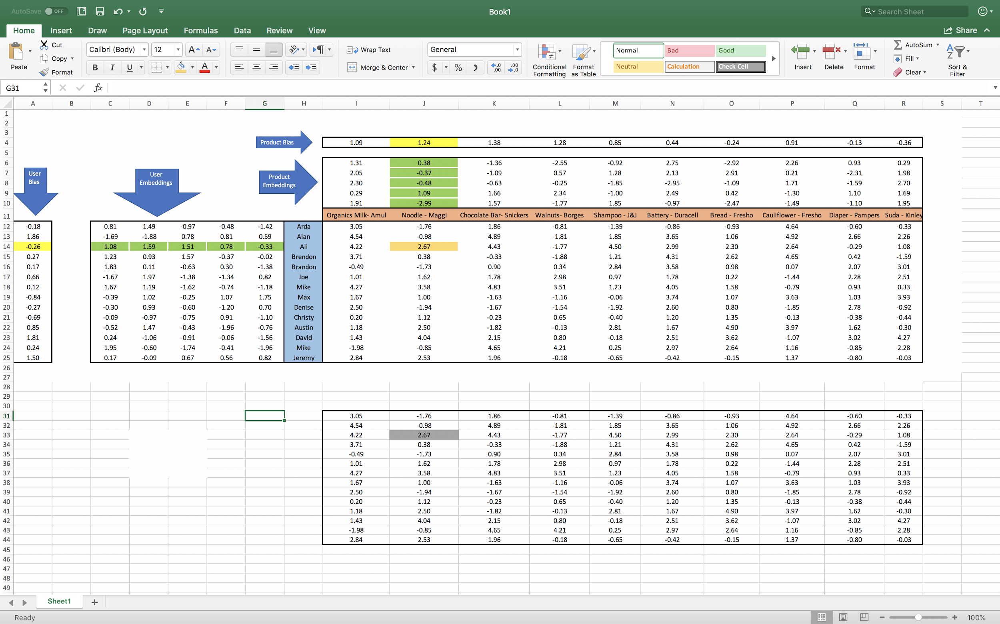 AutoSave OFF Book1 Search Sheet
Home Insert Draw Page Layout Formulas Data Review View Share
Paste Cut Copy Format
Calibri (Body) 12 A A
B I U A
Wrap Text
Merge & Center
General
$ % .0 .00 .00 .0
Conditional Formatting Format as Table
Normal Bad Good
Neutral Calculation Check Cell
Insert Delete Format
AutoSum Fill Clear
Sort & Filter
G31 fx
A B C D E F G H I J K L M N O P Q R S T
1
2
3
4 Product Bias 1.09 1.24 1.38 1.28 0.85 0.44 -0.24 0.91 -0.13 -0.36
5
6 1.31 0.38 -1.36 -2.55 -0.92 2.75 -2.92 2.26 0.93 0.29
7 User Bias User Embeddings Product Embeddings 2.05 -0.37 -1.09 0.57 1.28 2.13 2.91 0.21 -2.31 1.98
8 2.30 -0.48 -0.63 -0.25 -1.85 -2.95 -1.09 1.71 -1.59 2.70
9 0.29 1.09 1.66 2.34 -1.00 2.49 0.42 -1.30 1.10 1.69
10 1.91 -2.99 1.57 -1.77 1.85 -0.97 -2.47 -1.49 -1.10 1.95
11 Organics Milk- Amul Noodle - Maggi Chocolate Bar- Snickers Walnuts- Borges Shampoo - J&J Battery - Duracell Bread - Fresho Cauliflower - Fresho Diaper - Pampers Suda - Kinley
12 -0.18 0.81 1.49 -0.97 -0.48 -1.42 Arda 3.05 -1.76 1.86 -0.81 -1.39 -0.86 -0.93 4.64 -0.60 -0.33
13 1.86 -1.69 -1.88 0.78 0.81 0.59 Alan 4.54 -0.98 4.89 -1.81 1.85 3.65 1.06 4.92 2.66 2.26
14 -0.26 1.08 1.59 1.51 0.78 -0.33 Ali 4.22 2.67 4.43 -1.77 4.50 2.99 2.30 2.64 -0.29 1.08
15 0.27 1.23 0.93 1.57 -0.37 -0.02 Brendon 3.71 0.38 -0.33 -1.88 1.21 4.31 2.62 4.65 0.42 -1.59
16 0.17 1.83 0.11 -0.63 0.30 -1.38 Brandon -0.49 -1.73 0.90 0.34 2.84 3.58 0.98 0.07 2.07 3.01
17 0.66 -1.67 1.97 -1.38 -1.34 0.82 Joe 1.01 1.62 1.78 2.98 0.97 1.78 0.22 -1.44 2.28 2.51
18 0.12 1.67 1.19 -1.62 -0.74 -1.18 Mike 4.27 3.58 4.83 3.51 1.23 4.05 1.58 -0.79 0.93 0.33
19 -0.84 -0.39 1.02 -0.25 1.07 1.75 Max 1.67 1.00 -1.63 -1.16 -0.06 3.74 1.07 3.63 1.03 3.93
20 -0.27 -0.30 0.93 -0.60 -1.20 0.70 Denise 2.50 -1.94 -1.67 -1.54 -1.92 2.60 0.80 -1.85 2.78 -0.92
21 -0.69 -0.09 -0.97 -0.75 0.91 -1.10 Christy 0.20 1.12 -0.23 0.65 -0.40 1.20 1.35 -0.13 -0.38 -0.44
22 0.85 -0.52 1.47 -0.43 -1.96 -0.76 Austin 1.18 2.50 -1.82 -0.13 2.81 1.67 4.90 3.97 1.62 -0.30
23 1.81 0.24 -1.06 -0.91 -0.06 -1.56 David 1.43 4.04 2.15 0.80 -0.18 2.51 3.62 -1.07 3.02 4.27
24 0.24 1.95 -0.60 -1.74 -0.41 -1.96 Mike -1.98 -0.85 4.65 4.21 0.25 2.97 2.64 1.16 -0.85 2.28
25 1.50 0.17 -0.09 0.67 0.56 0.82 Jeremy 2.84 2.53 1.96 -0.18 -0.65 -0.42 -0.15 1.37 -0.80 -0.03
26
27
28
29
30
31 3.05 -1.76 1.86 -0.81 -1.39 -0.86 -0.93 4.64 -0.60 -0.33
32 4.54 -0.98 4.89 -1.81 1.85 3.65 1.06 4.92 2.66 2.26
33 4.22 2.67 4.43 -1.77 4.50 2.99 2.30 2.64 -0.29 1.08
34 3.71 0.38 -0.33 -1.88 1.21 4.31 2.62 4.65 0.42 -1.59
35 -0.49 -1.73 0.90 0.34 2.84 3.58 0.98 0.07 2.07 3.01
36 1.01 1.62 1.78 2.98 0.97 1.78 0.22 -1.44 2.28 2.51
37 4.27 3.58 4.83 3.51 1.23 4.05 1.58 -0.79 0.93 0.33
38 1.67 1.00 -1.63 -1.16 -0.06 3.74 1.07 3.63 1.03 3.93
39 2.50 -1.94 -1.67 -1.54 -1.92 2.60 0.80 -1.85 2.78 -0.92
40 0.20 1.12 -0.23 0.65 -0.40 1.20 1.35 -0.13 -0.38 -0.44
41 1.18 2.50 -1.82 -0.13 2.81 1.67 4.90 3.97 1.62 -0.30
42 1.43 4.04 2.15 0.80 -0.18 2.51 3.62 -1.07 3.02 4.27
43 -1.98 -0.85 4.65 4.21 0.25 2.97 2.64 1.16 -0.85 2.28
44 2.84 2.53 1.96 -0.18 -0.65 -0.42 -0.15 1.37 -0.80 -0.03
45
46
47
48
49
Sheet1 +
Ready 100%